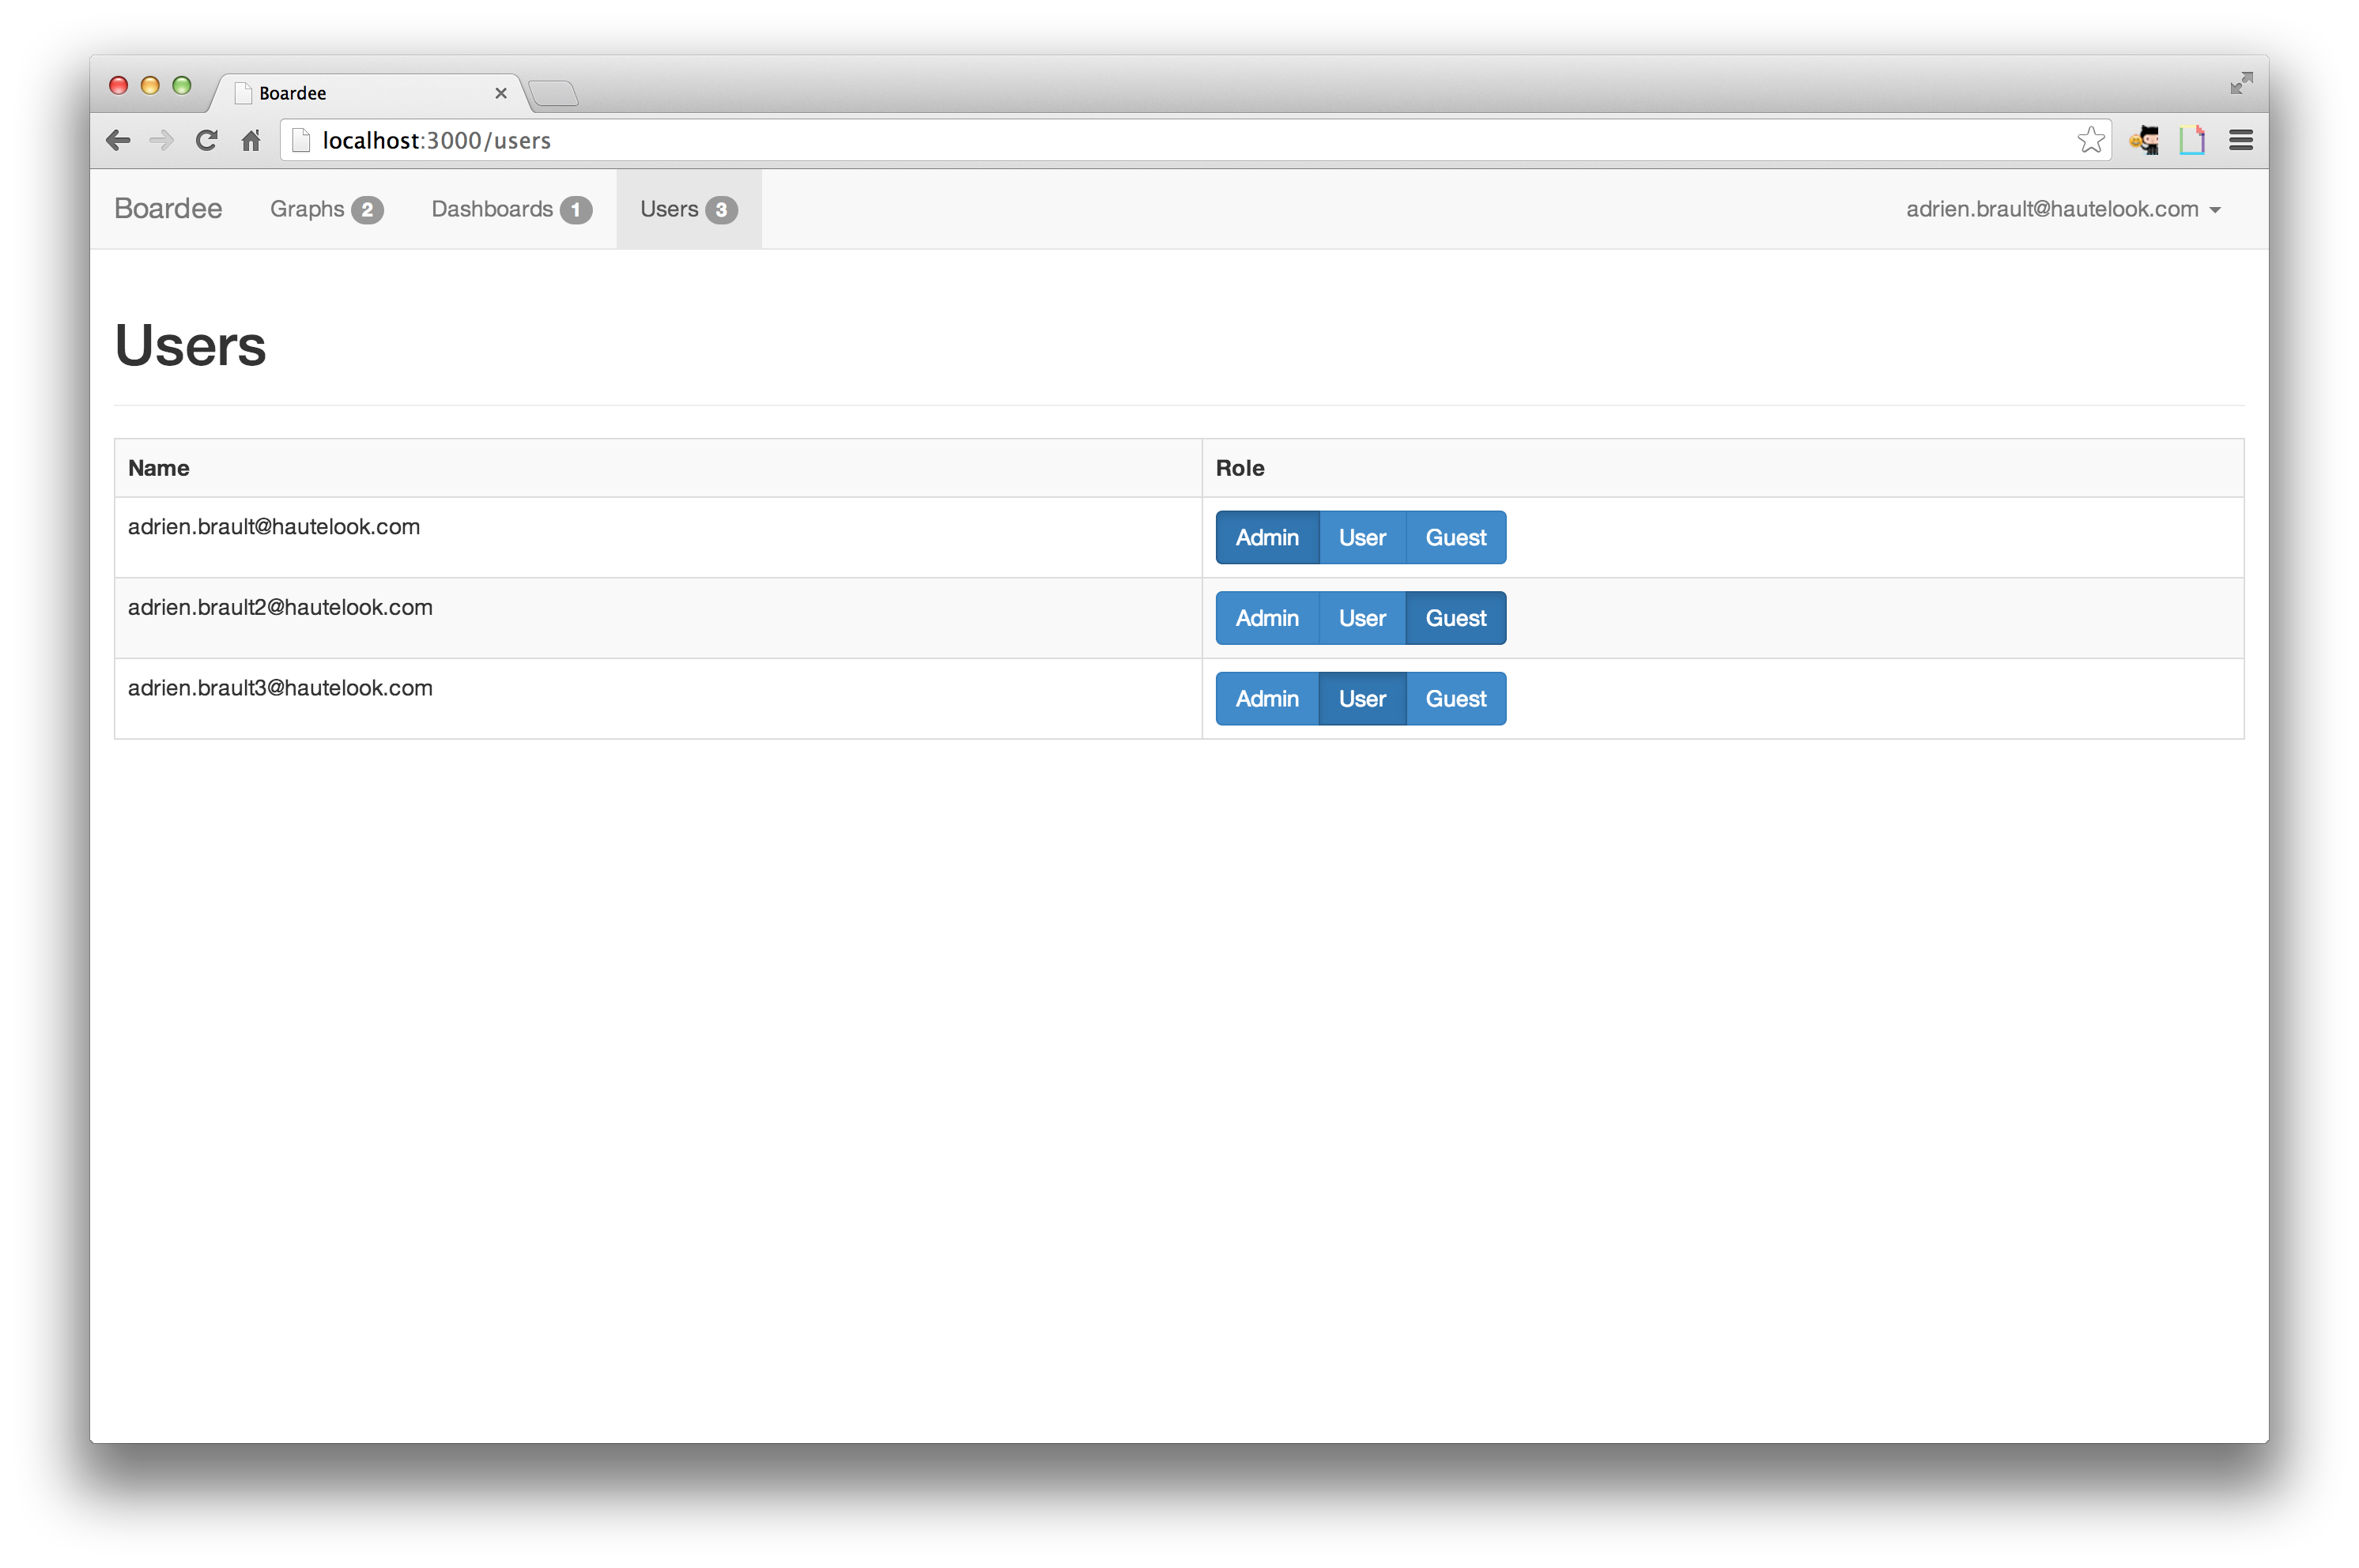 Boardee
localhost:3000/users
Boardee Graphs 2 Dashboards 1 Users 3 adrien.brault@hautelook.com
Users
Name Role
adrien.brault@hautelook.com Admin User Guest
adrien.brault2@hautelook.com Admin User Guest
adrien.brault3@hautelook.com Admin User Guest